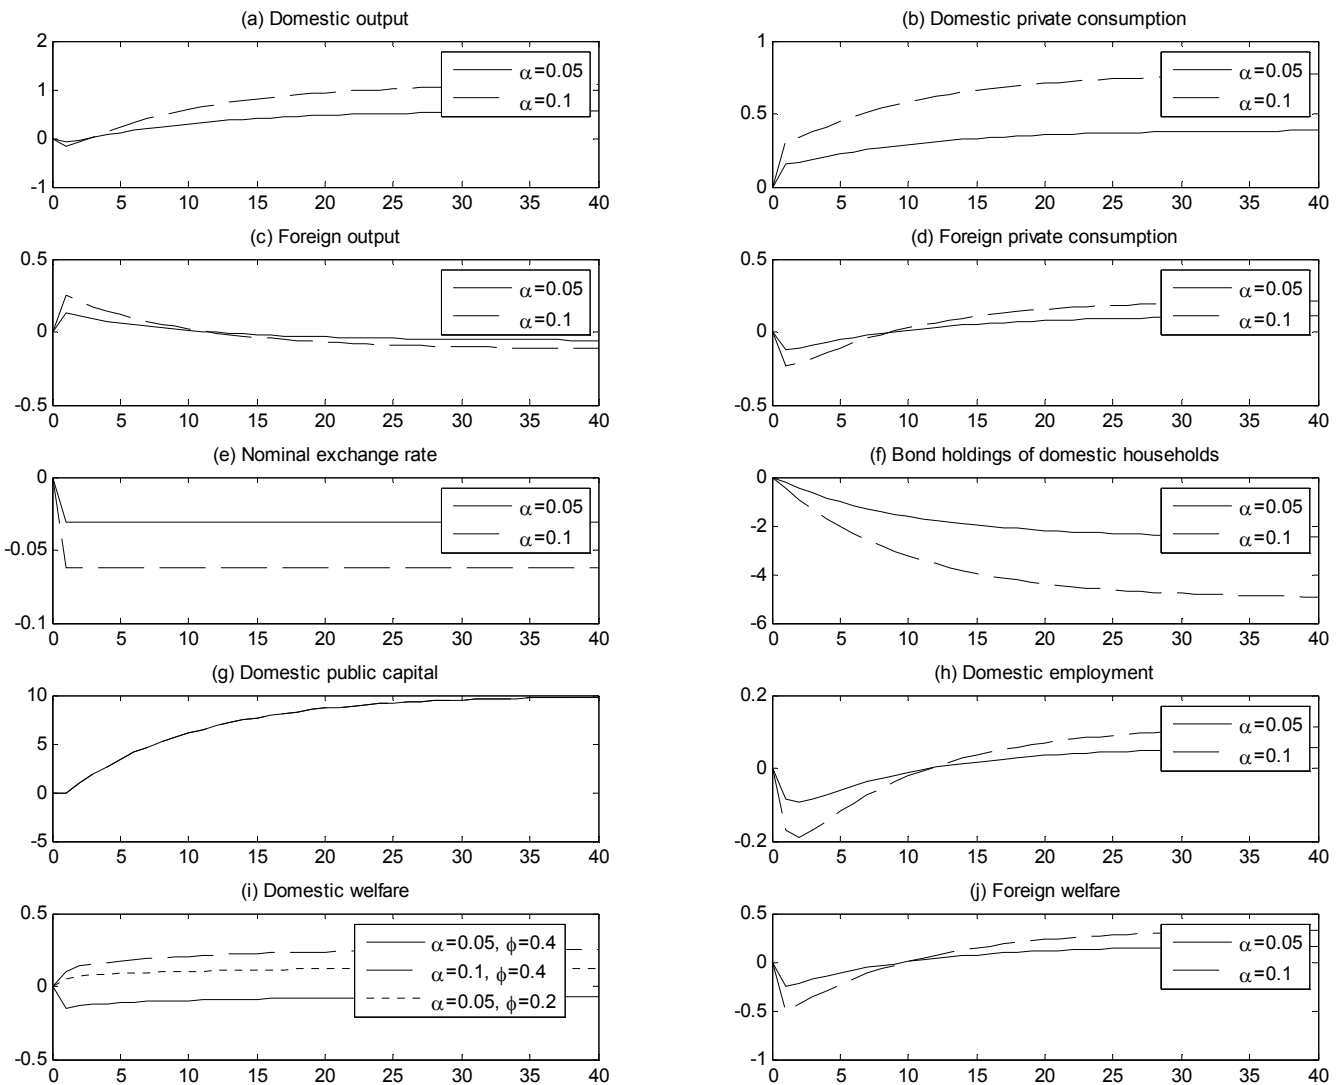 (a) Domestic output
2
1
0
-1
0 5 10 15 20 25 30 35 40
α=0.05
α=0.1
(b) Domestic private consumption
1
0.5
0
0 5 10 15 20 25 30 35 40
α=0.05
α=0.1
(c) Foreign output
0.5
0
-0.5
0 5 10 15 20 25 30 35 40
α=0.05
α=0.1
(d) Foreign private consumption
0.5
0
-0.5
0 5 10 15 20 25 30 35 40
α=0.05
α=0.1
(e) Nominal exchange rate
0
-0.05
-0.1
0 5 10 15 20 25 30 35 40
α=0.05
α=0.1
(f) Bond holdings of domestic households
0
-2
-4
-6
0 5 10 15 20 25 30 35 40
α=0.05
α=0.1
(g) Domestic public capital
10
5
0
-5
0 5 10 15 20 25 30 35 40
(h) Domestic employment
0.2
0
-0.2
0 5 10 15 20 25 30 35 40
α=0.05
α=0.1
(i) Domestic welfare
0.5
0
-0.5
0 5 10 15 20 25 30 35 40
α=0.05, ϕ=0.4
α=0.1, ϕ=0.4
α=0.05, ϕ=0.2
(j) Foreign welfare
1
0.5
0
-0.5
-1
0 5 10 15 20 25 30 35 40
α=0.05
α=0.1